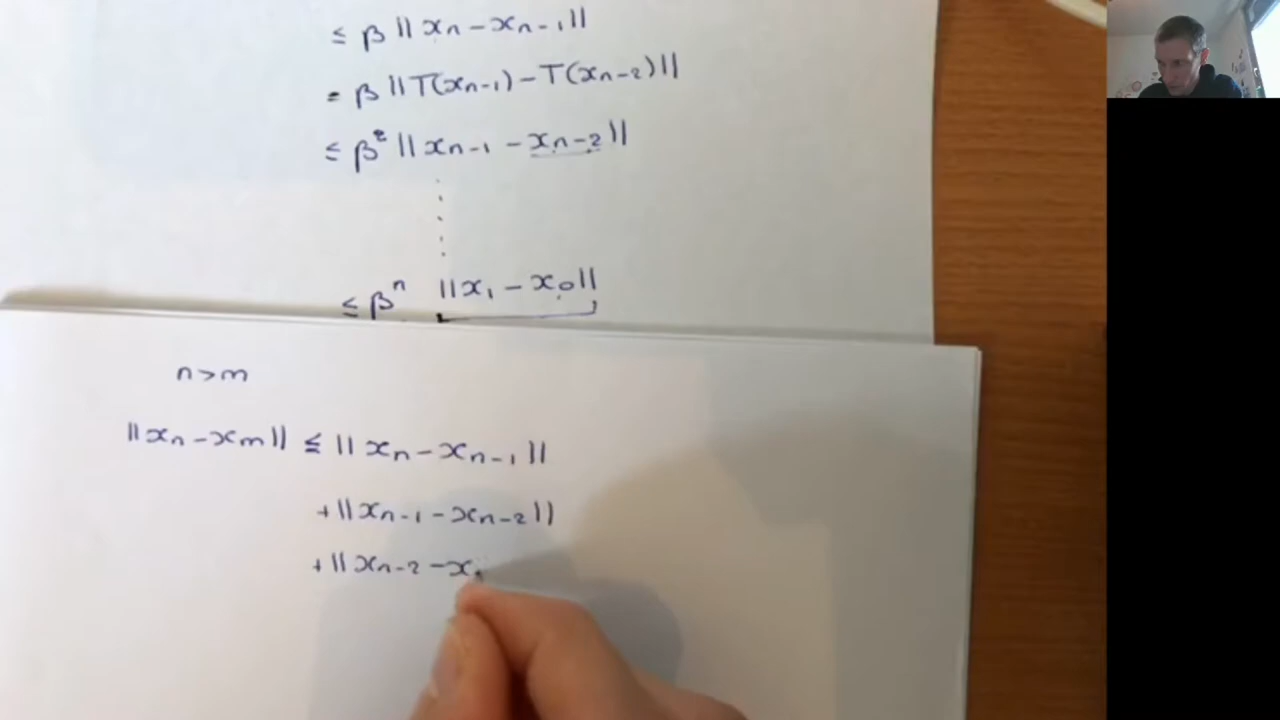 ≤ β ||xn - xn-1||
= β ||T(xn-1) - T(xn-2)||
≤ β² ||xn-1 - xn-2||
≤ βⁿ ||x1 - x0||
n>m
||xn - xm|| ≤ ||xn - xn-1||
+ ||xn-1 - xn-2||
+ ||xn-2 - x